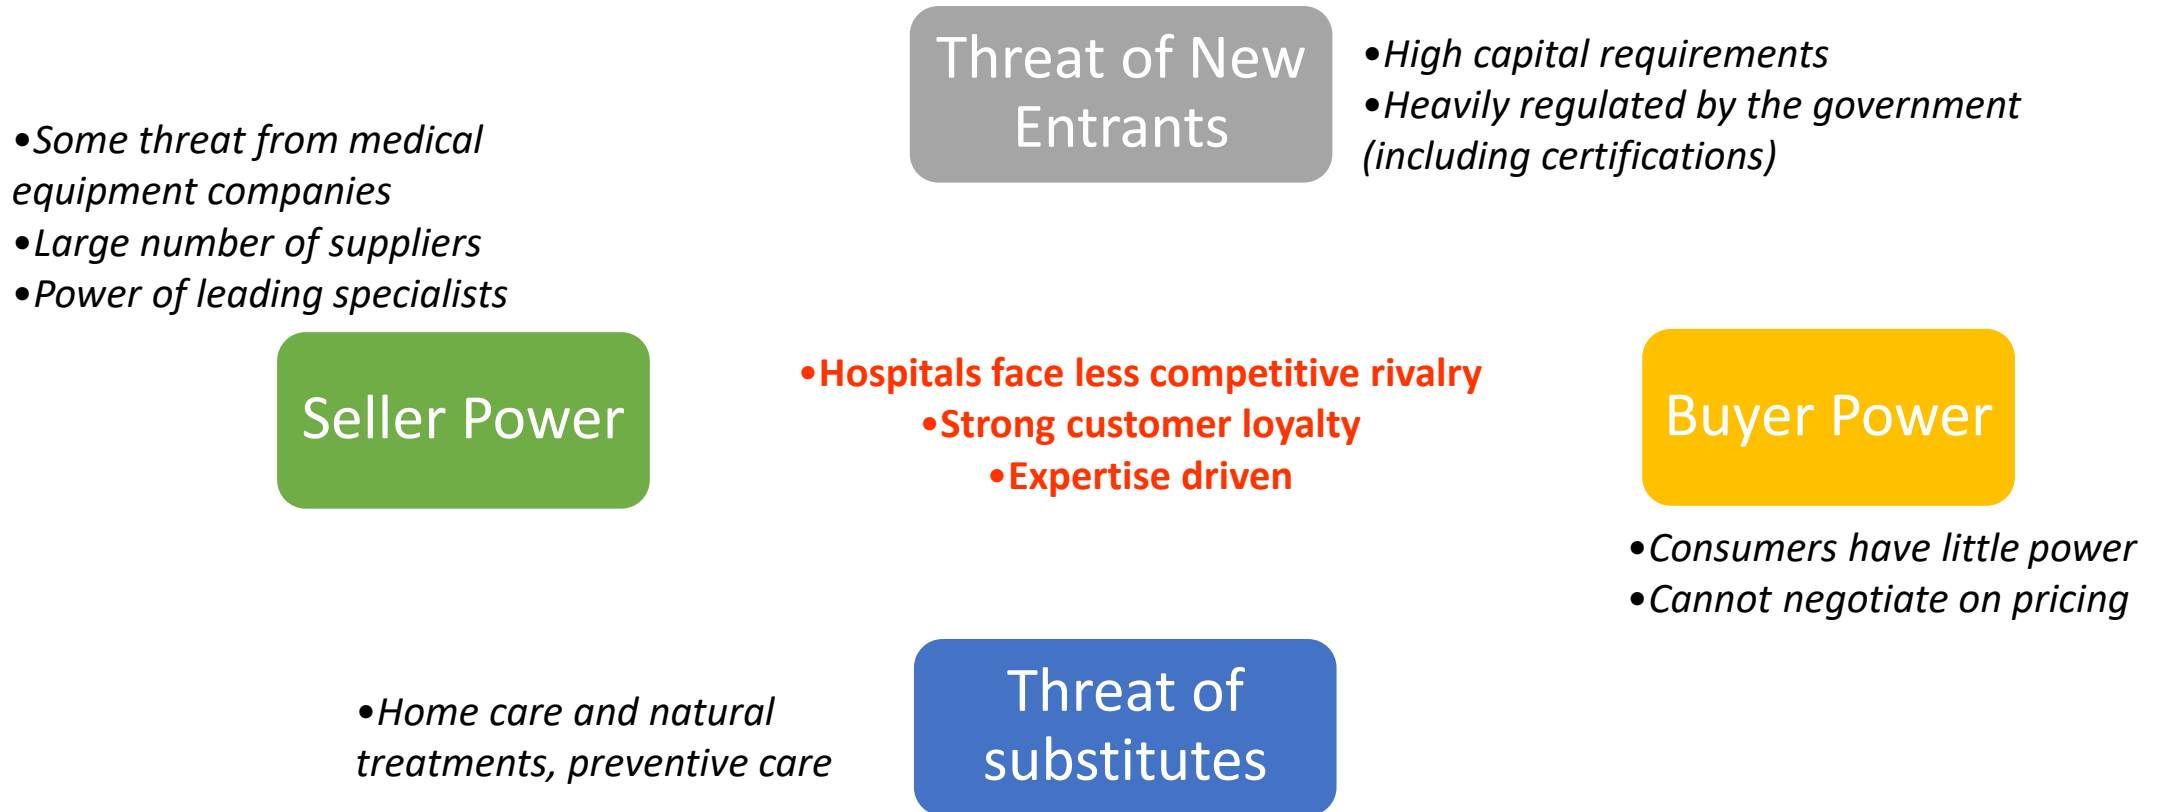 Threat of New
Entrants
•High capital requirements
•Heavily regulated by the government
(including certifications)
•Some threat from medical
equipment companies
•Large number of suppliers
•Power of leading specialists
Seller Power
•Hospitals face less competitive rivalry
•Strong customer loyalty
•Expertise driven
Buyer Power
•Consumers have little power
•Cannot negotiate on pricing
Threat of
substitutes
•Home care and natural
treatments, preventive care